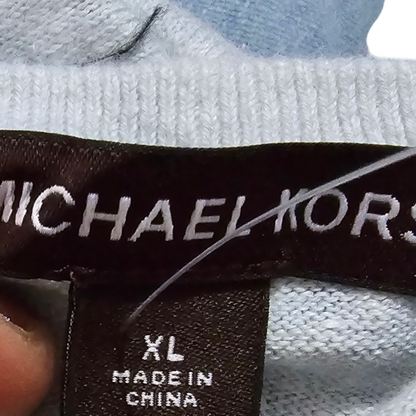 MICHAEL KORS
XL
MADE IN
CHINA